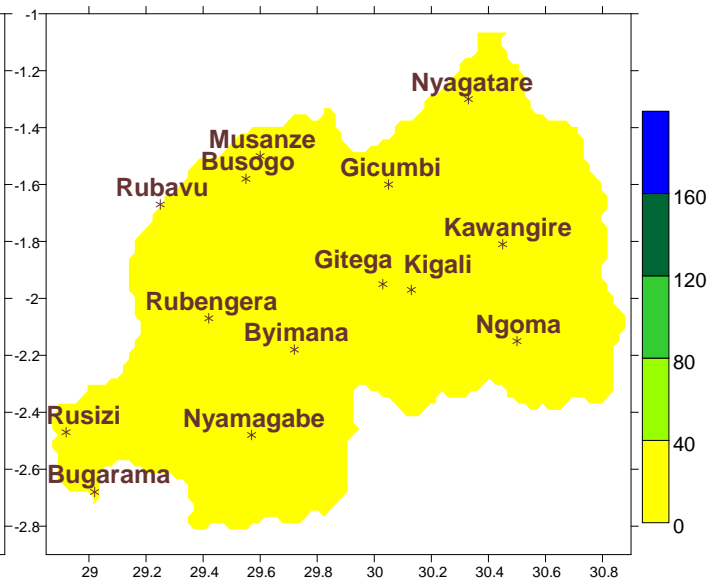 -1
-1.2
Nyagatare
-1.4
Musanze
Busogo
Gicumbi
-1.6
Rubavu
160
Kawangire
-1.8
Gitega
Kigali
120
-2
Rubengera
Ngoma
Byimana
80
-2.2
-2.4
Rusizi
Nyamagabe
40
-2.6
Bugarama
0
-2.8
29 29.2 29.4 29.6 29.8 30 30.2 30.4 30.6 30.8